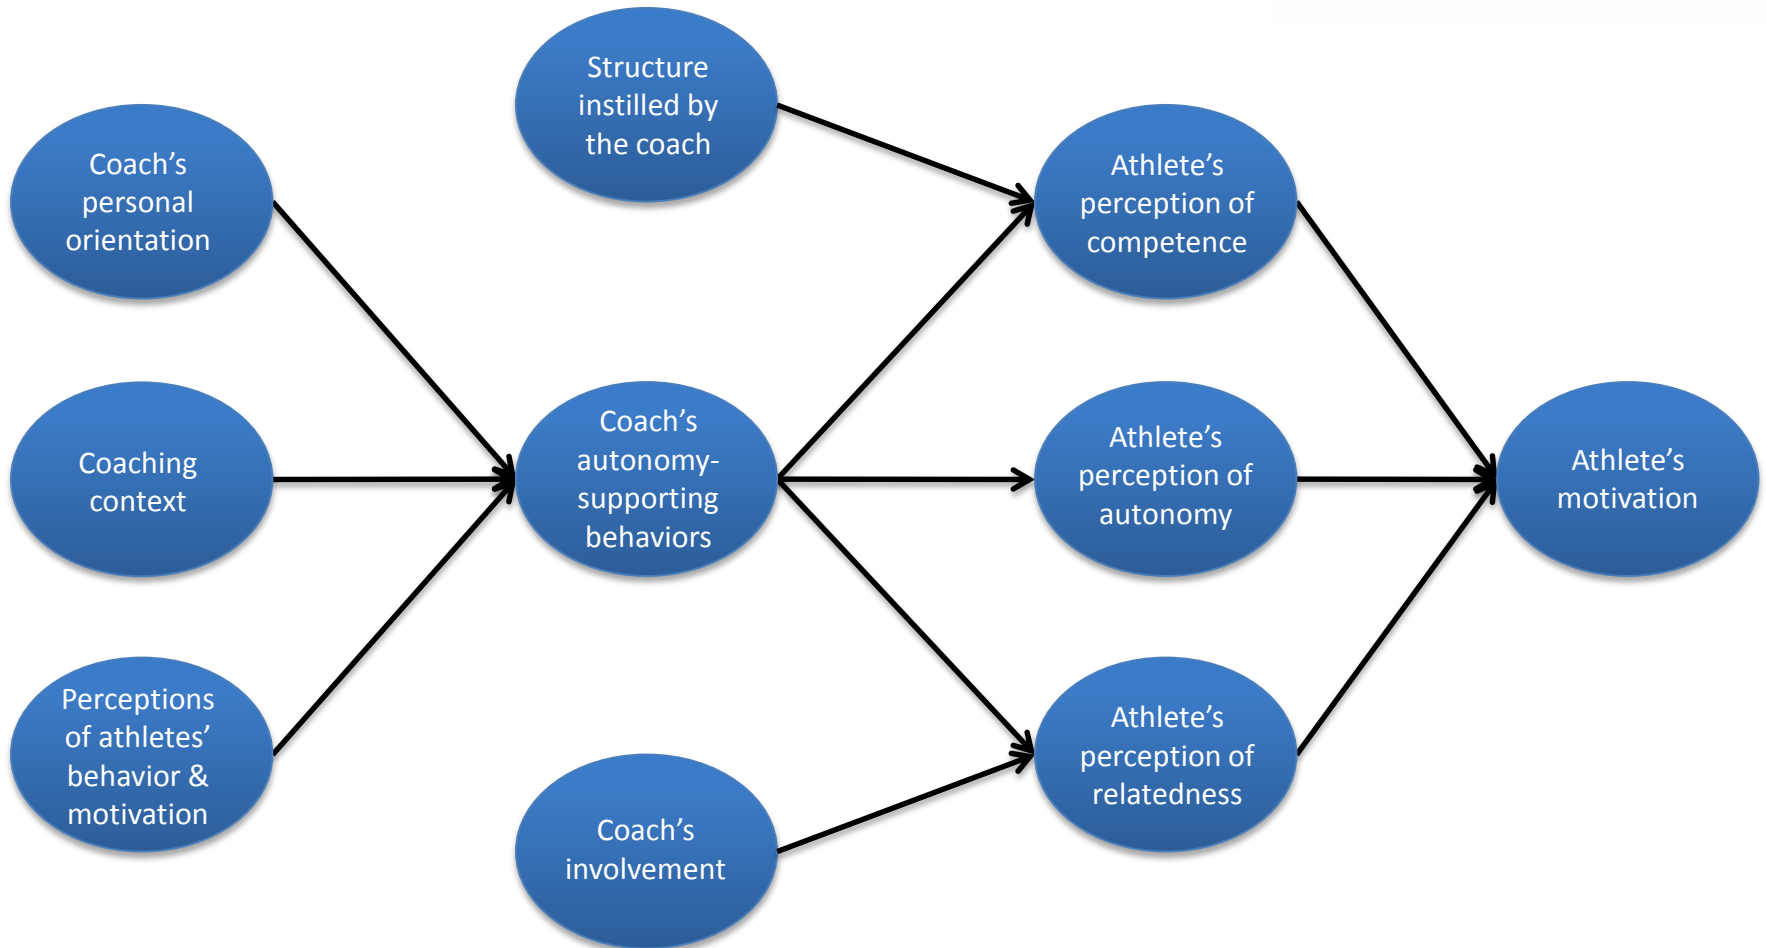 Coach’s
personal
orientation
Coaching
context
Perceptions
of athletes’
behavior &
motivation
Structure
instilled by
the coach
Coach’s
autonomy-
supporting
behaviors
Coach’s
involvement
Athlete’s
perception of
competence
Athlete’s
perception of
autonomy
Athlete’s
perception of
relatedness
Athlete’s
motivation